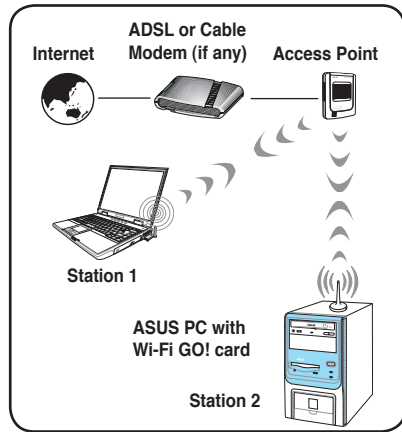 ADSL or Cable
Modem (if any)
Internet
Access Point
Station 1
ASUS PC with
Wi-Fi GO! card
Station 2